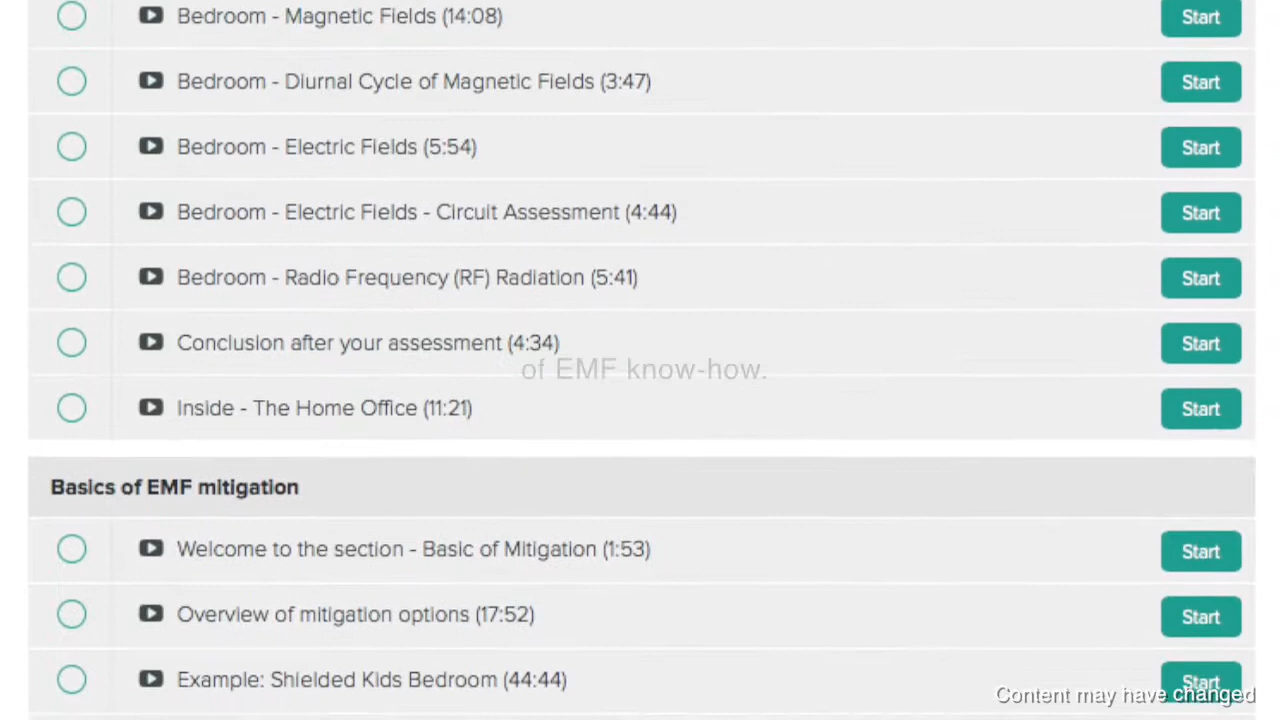 Bedroom - Magnetic Fields (14:08) Start
Bedroom - Diurnal Cycle of Magnetic Fields (3:47) Start
Bedroom - Electric Fields (5:54) Start
Bedroom - Electric Fields - Circuit Assessment (4:44) Start
Bedroom - Radio Frequency (RF) Radiation (5:41) Start
Conclusion after your assessment (4:34) Start
of EMF know-how.
Inside - The Home Office (11:21) Start
Basics of EMF mitigation
Welcome to the section - Basic of Mitigation (1:53) Start
Overview of mitigation options (17:52) Start
Example: Shielded Kids Bedroom (44:44) Start
Content may have changed